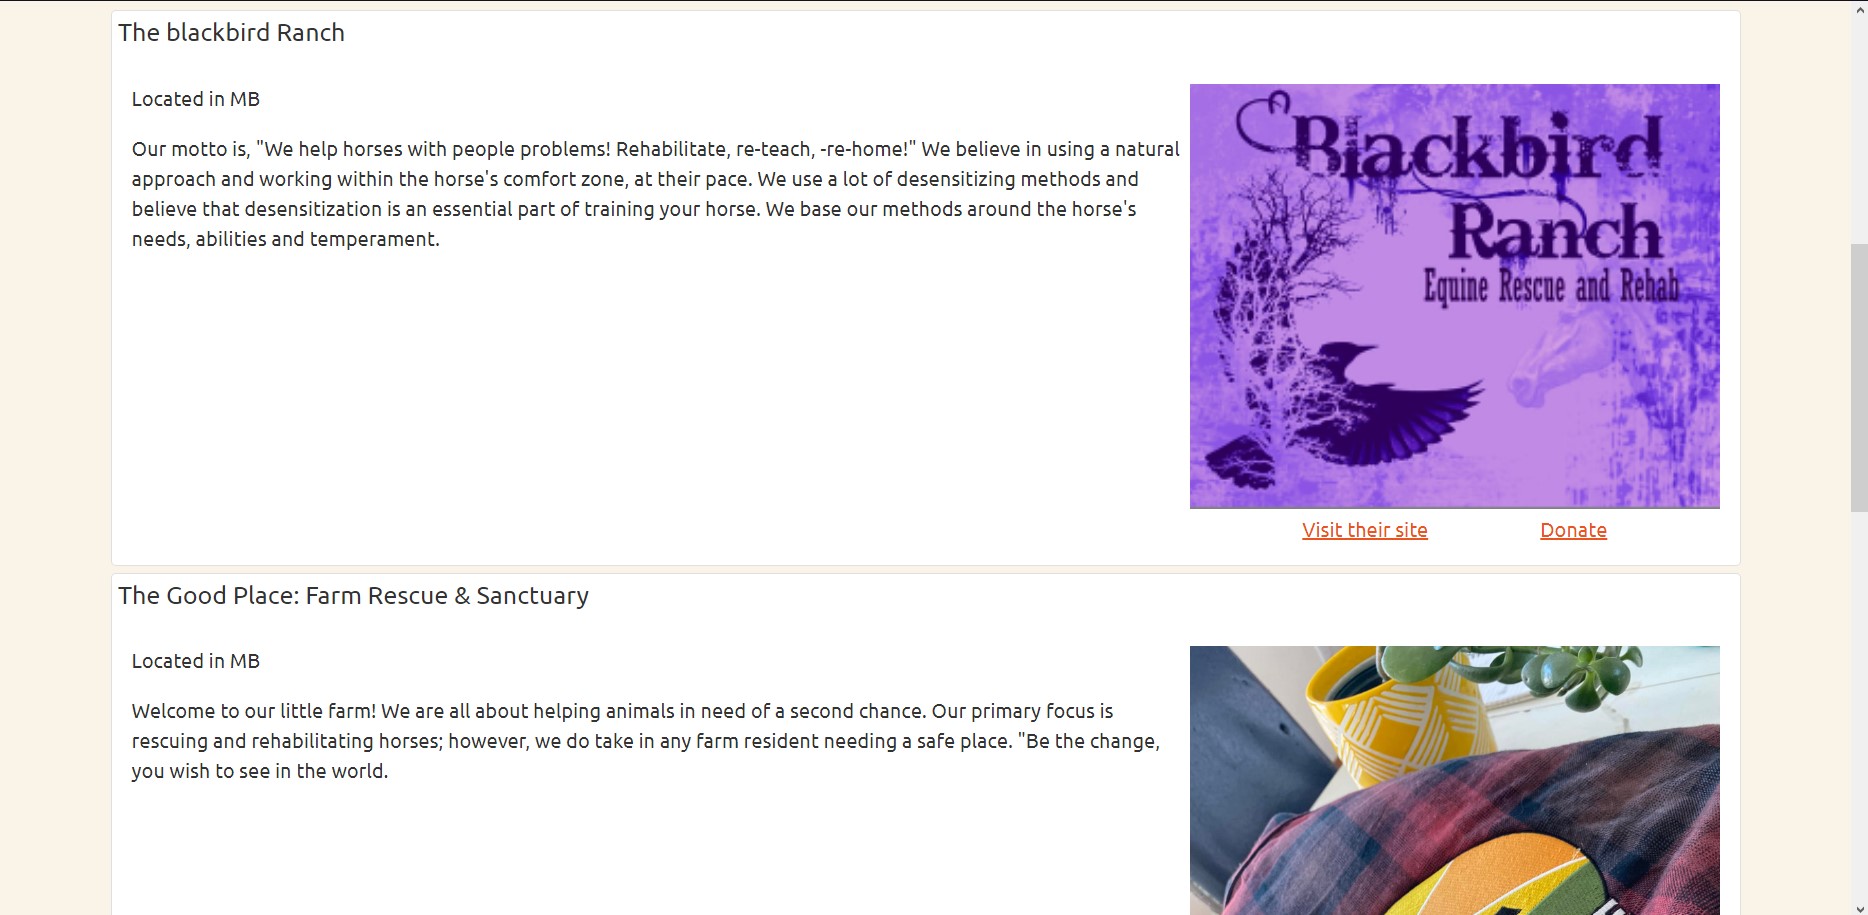 The blackbird Ranch
Located in MB
Our motto is, "We help horses with people problems! Rehabilitate, re-teach, -re-home!" We believe in using a natural
approach and working within the horse's comfort zone, at their pace. We use a lot of desensitizing methods and
believe that desensitization is an essential part of training your horse. We base our methods around the horse's
needs, abilities and temperament.
Blackbird
Ranch
Equine Rescue and Rehab
Visit their site
Donate
The Good Place: Farm Rescue & Sanctuary
Located in MB
Welcome to our little farm! We are all about helping animals in need of a second chance. Our primary focus is
rescuing and rehabilitating horses; however, we do take in any farm resident needing a safe place. "Be the change,
you wish to see in the world.